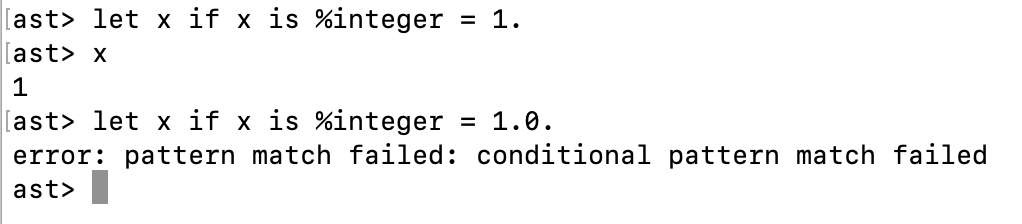 [ast> let x if x is %integer = 1.
[ast> x
1
[ast> let x if x is %integer = 1.0.
error: pattern match failed: conditional pattern match failed
ast>